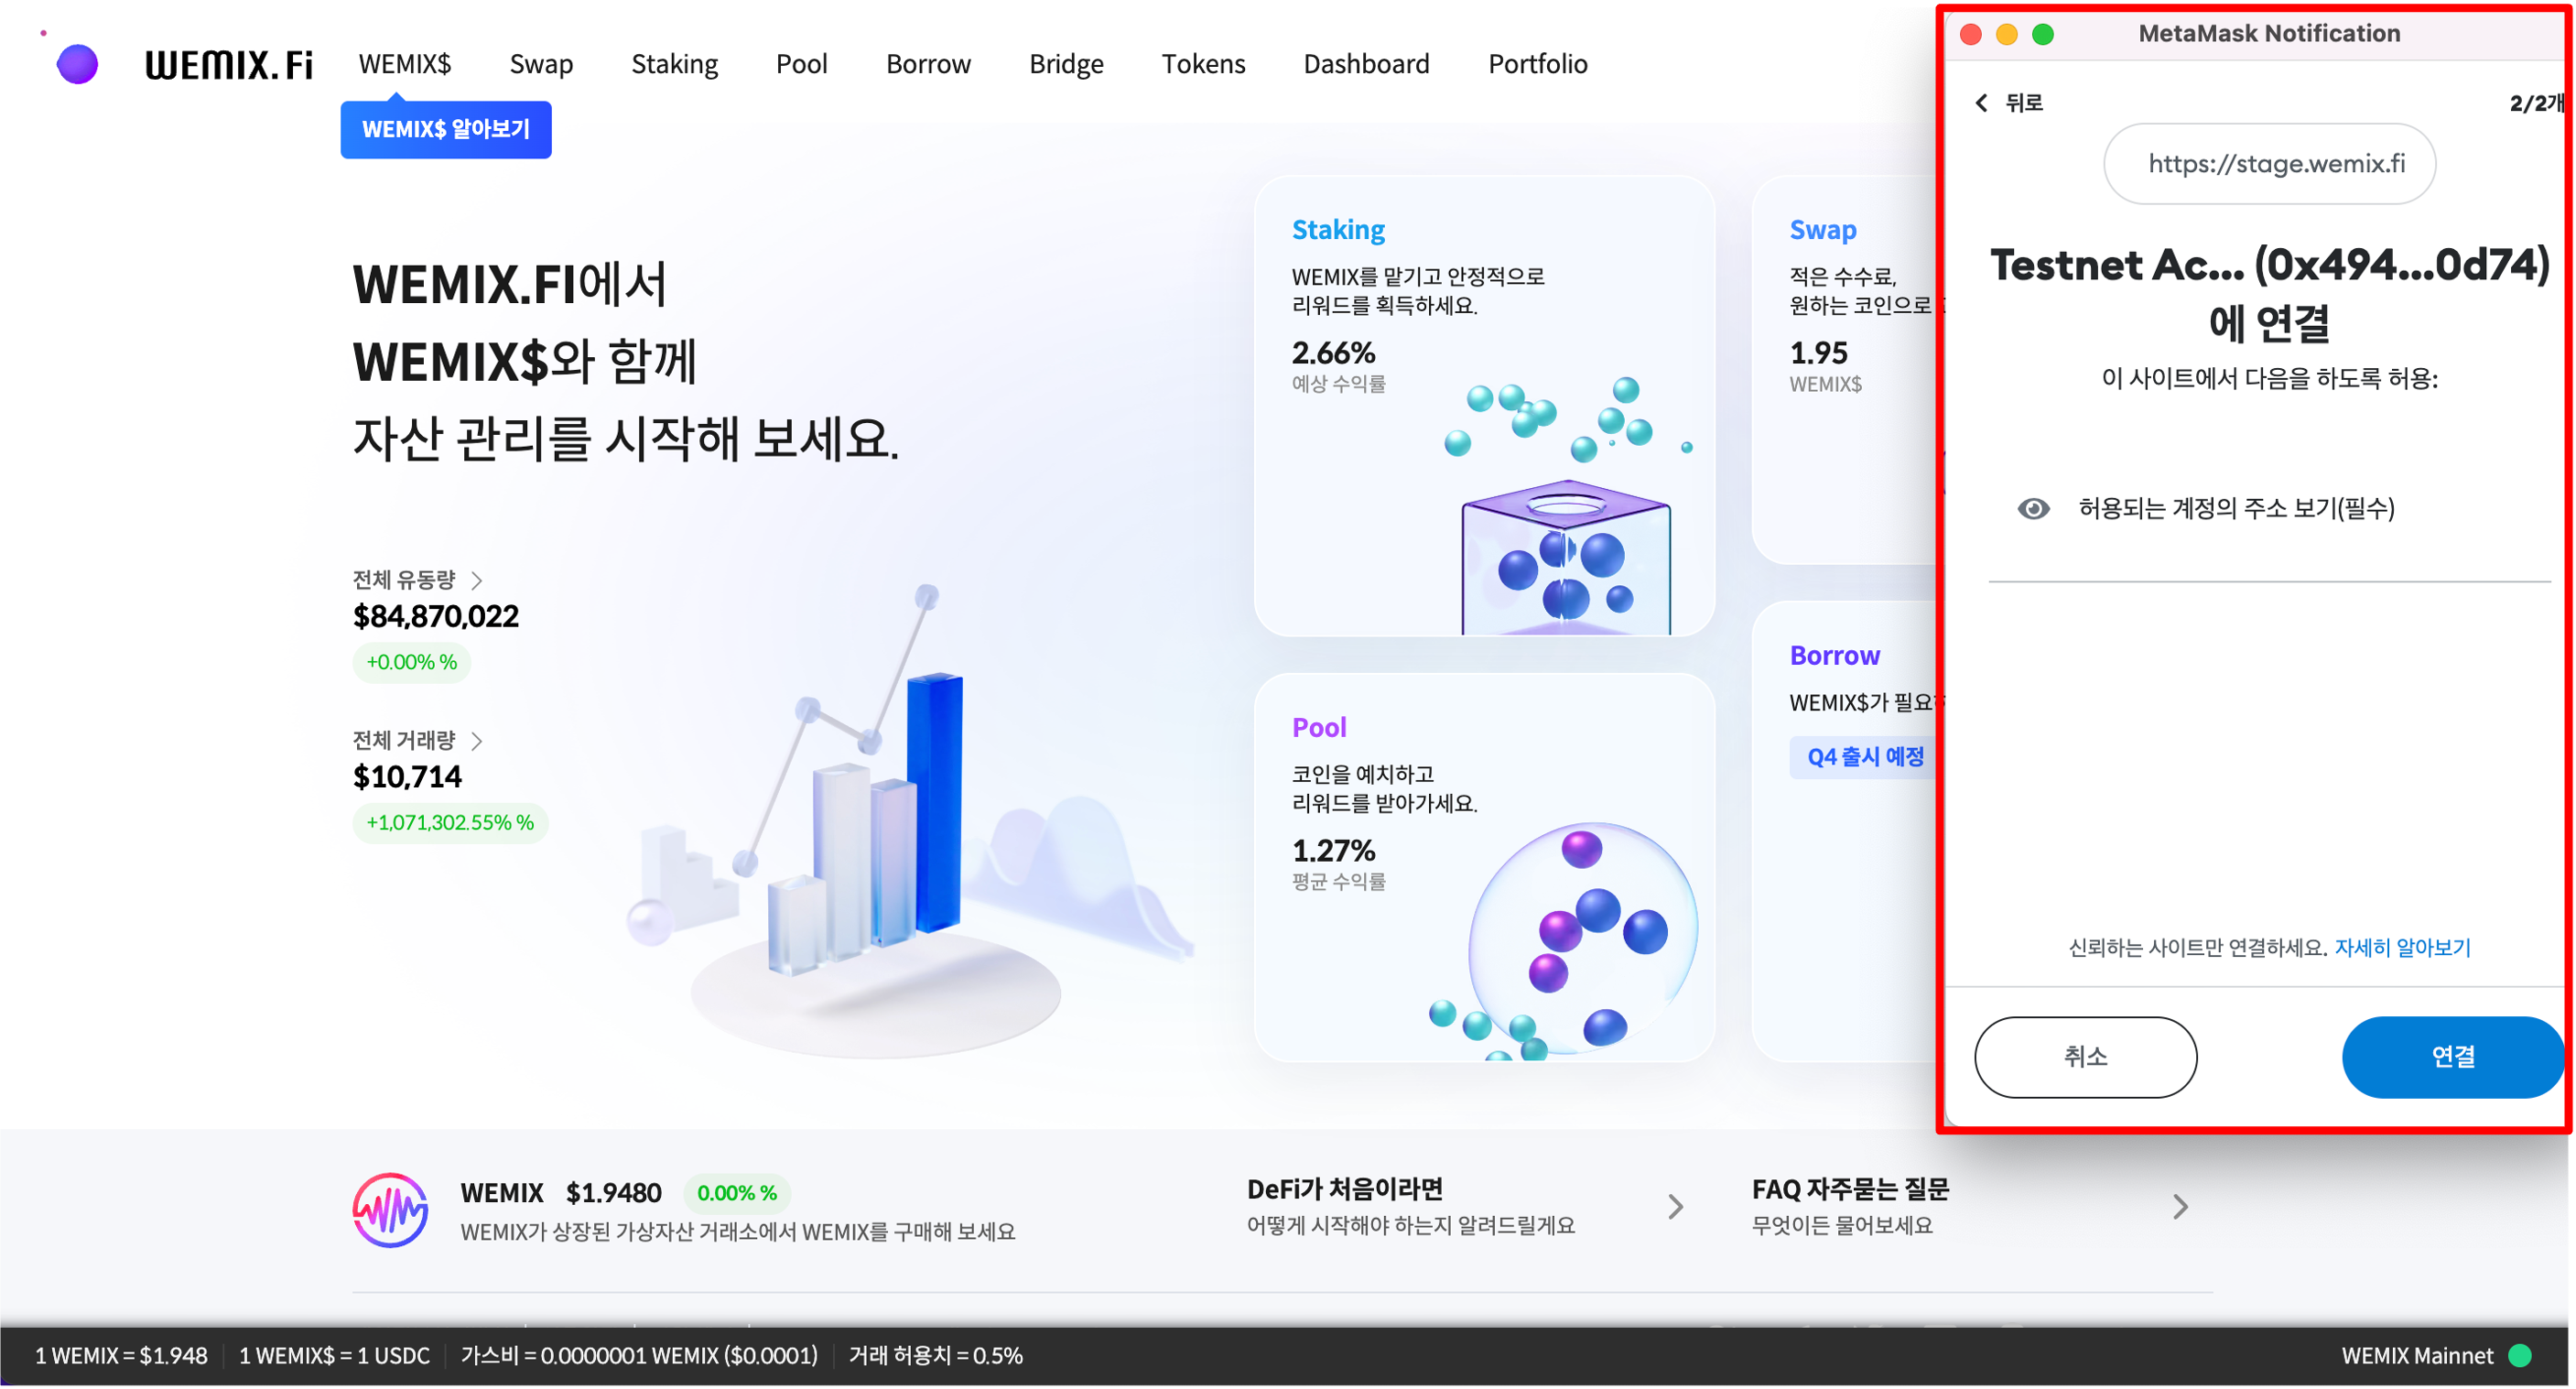 WEMIX.Fi
WEMIX$
Swap
Staking
Pool
Borrow
Bridge
Tokens
Dashboard
Portfolio
WEMIX$ 알아보기
WEMIX.FI에서
WEMIX$와 함께
자산 관리를 시작해 보세요.
전체 유동량
$84,870,022
+0.00% %
전체 거래량
$10,714
+1,071,302.55% %
Staking
WEMIX를 맡기고 안정적으로
리워드를 획득하세요.
2.66%
예상 수익률
Swap
적은 수수료,
원하는 코인으로
1.95
WEMIX$
Pool
코인을 예치하고
리워드를 받아가세요.
1.27%
평균 수익률
Borrow
WEMIX$가
Q4 출시 예정
MetaMask Notification
뒤로
2/2개
https://stage.wemix.fi
Testnet Ac... (0x494...0d74)
에 연결
이 사이트에서 다음을 하도록 허용:
허용되는 계정의 주소 보기(필수)
신뢰하는 사이트만 연결하세요. 자세히 알아보기
취소
연결
WEMIX $1.9480 0.00% %
WEMIX가 상장된 가상자산 거래소에서 WEMIX를 구매해 보세요
DeFi가 처음이라면
어떻게 시작해야 하는지 알려드릴게요
FAQ 자주묻는 질문
무엇이든 물어보세요
1 WEMIX = $1.948
1 WEMIX$ = 1 USDC
가스비 = 0.0000001 WEMIX ($0.0001)
거래 허용치 = 0.5%
WEMIX Mainnet